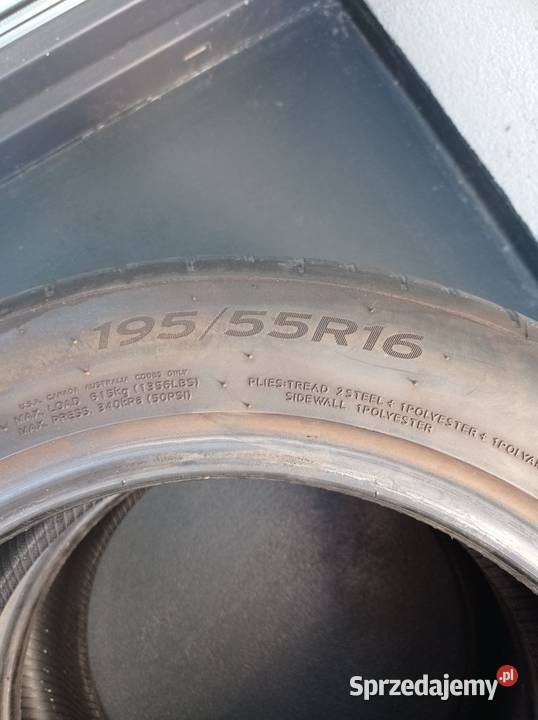 195/55R16
U.S.A. CANADA AUSTRALIA CODES ONLY
MAX. LOAD 615kg (1356LBS)
MAX. PRESS. 340KPa (50PSI)
PLIES:TREAD 2STEEL + 1POLYESTER + 1POLYA
SIDEWALL 1POLYESTER
Sprzedajemy.pl